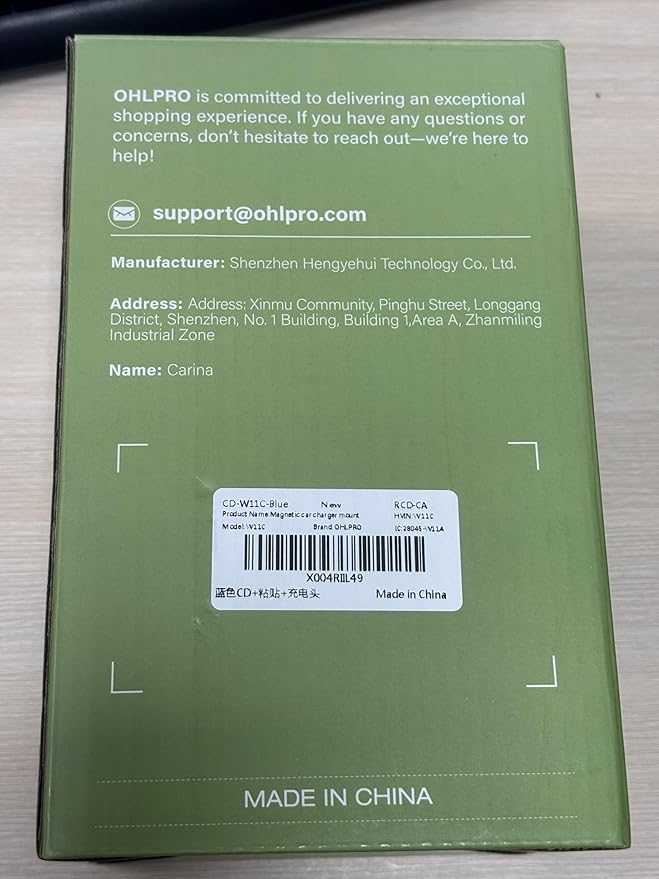 OHLPRO is committed to delivering an exceptional
shopping experience. If you have any questions or
concerns, don't hesitate to reach out—we're here to
help!
support@ohlpro.com
Manufacturer: Shenzhen Hengyehui Technology Co., Ltd.
Address: Address: Xinmu Community, Pinghu Street, Longgang
District, Shenzhen, No. 1 Building, Building 1,Area A, Zhanmiling
Industrial Zone
Name: Carina
CD-W11C-Blue New RCD-CA
Product Name:Magnetic car charger mount HVIN:W11C
Model:W11C Brand:OHLPRO IC:28045-W11A
X004RIIL49
蓝色CD+粘贴+充电头 Made in China
MADE IN CHINA